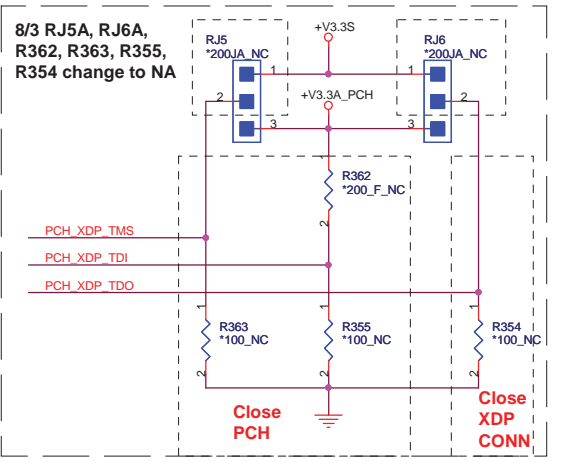 8/3 RJ5A, RJ6A,
R362, R363, R355,
R354 change to NA
+V3.3S
RJ5
*200JA_NC
RJ6
*200JA_NC
1
1
2
2
+V3.3A_PCH
3
3
1
R362
*200_F_NC
2
PCH_XDP_TMS
PCH_XDP_TDI
PCH_XDP_TDO
1
1
1
R363
*100_NC
R355
*100_NC
R354
*100_NC
2
2
2
Close
PCH
Close
XDP
CONN